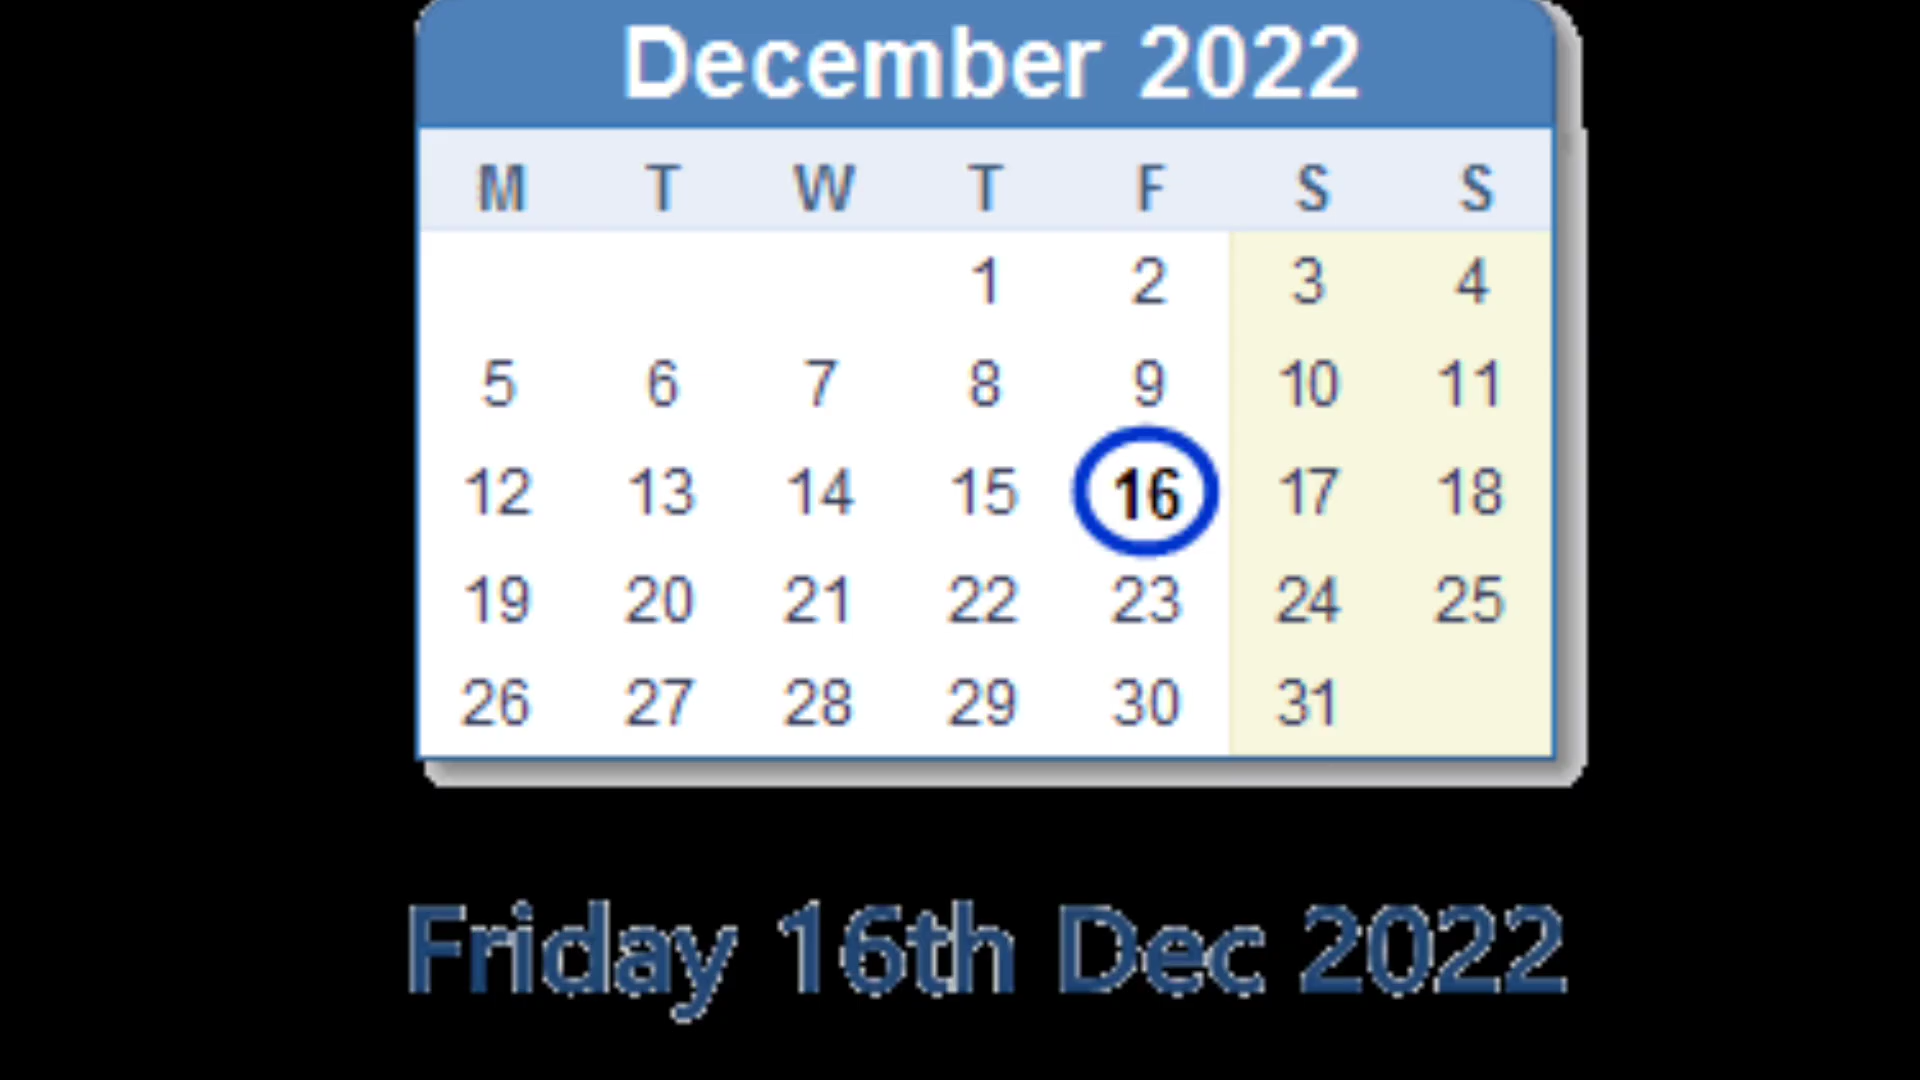 December 2022
M T W T F S S
1 2 3 4
5 6 7 8 9 10 11
12 13 14 15 16 17 18
19 20 21 22 23 24 25
26 27 28 29 30 31
Friday 16th Dec 2022